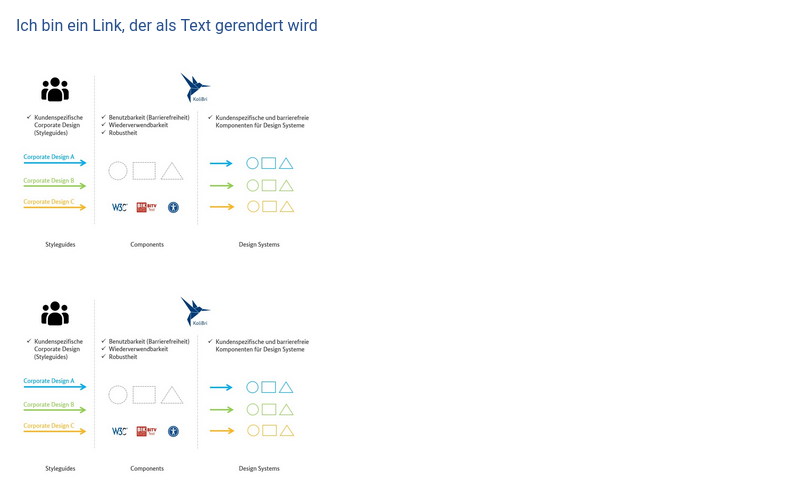 Ich bin ein Link, der als Text gerendert wird
KoliBri
✓ Kundenspezifische
Corporate Design
(Styleguides)
✓ Benutzbarkeit (Barrierefreiheit)
✓ Wiederverwendbarkeit
✓ Robustheit
✓ Kundenspezifische und barrierefreie
Komponenten für Design Systeme
Corporate Design A
Corporate Design B
Corporate Design C
W3C
BIK BITV
Styleguides
Components
Design Systems
KoliBri
✓ Kundenspezifische
Corporate Design
(Styleguides)
✓ Benutzbarkeit (Barrierefreiheit)
✓ Wiederverwendbarkeit
✓ Robustheit
✓ Kundenspezifische und barrierefreie
Komponenten für Design Systeme
Corporate Design A
Corporate Design B
Corporate Design C
W3C
BIK BITV
Styleguides
Components
Design Systems